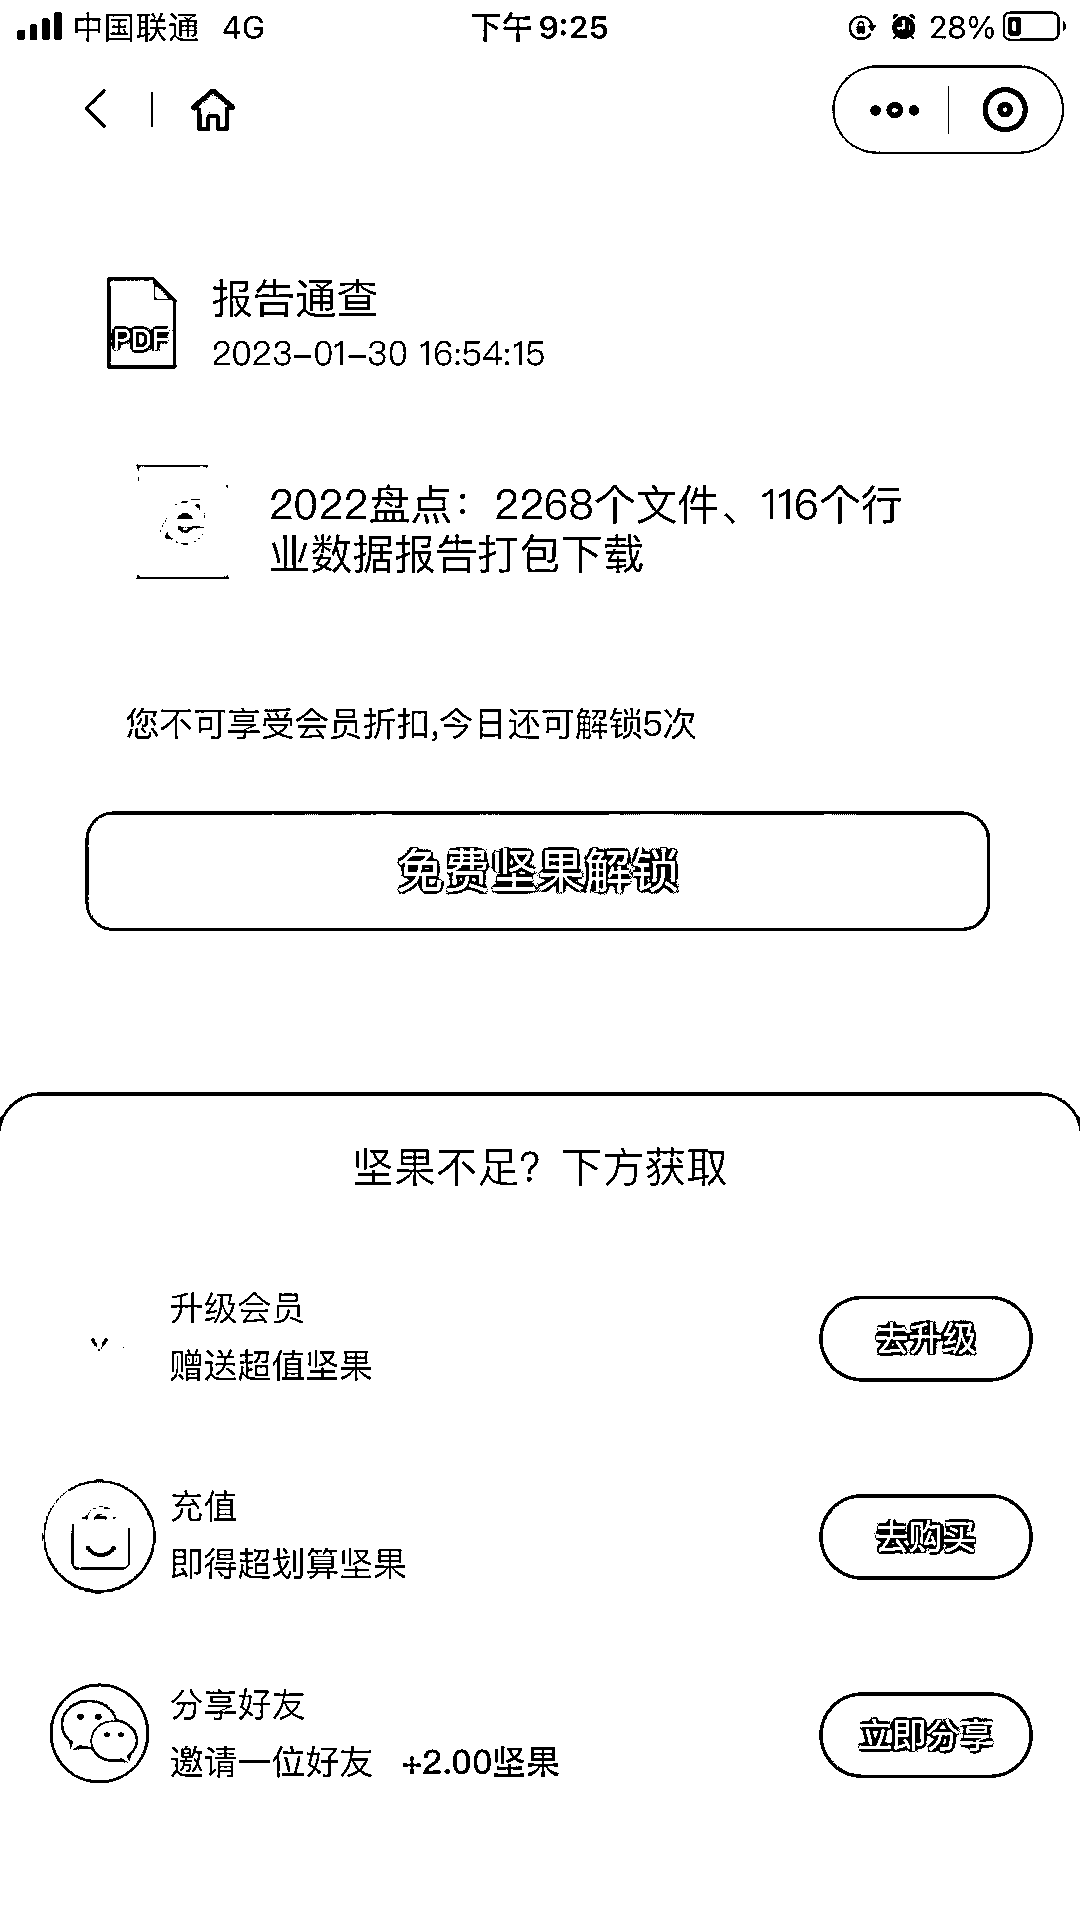 中国联通 4G 下午9:25 28%
报告通查
PDF
2023-01-30 16:54:15
2022盘点：2268个文件、116个行
业数据报告打包下载
您不可享受会员折扣,今日还可解锁5次
免费坚果解锁
坚果不足？下方获取
升级会员
赠送超值坚果
去升级
充值
即得超划算坚果
去购买
分享好友
邀请一位好友 +2.00坚果
立即分享